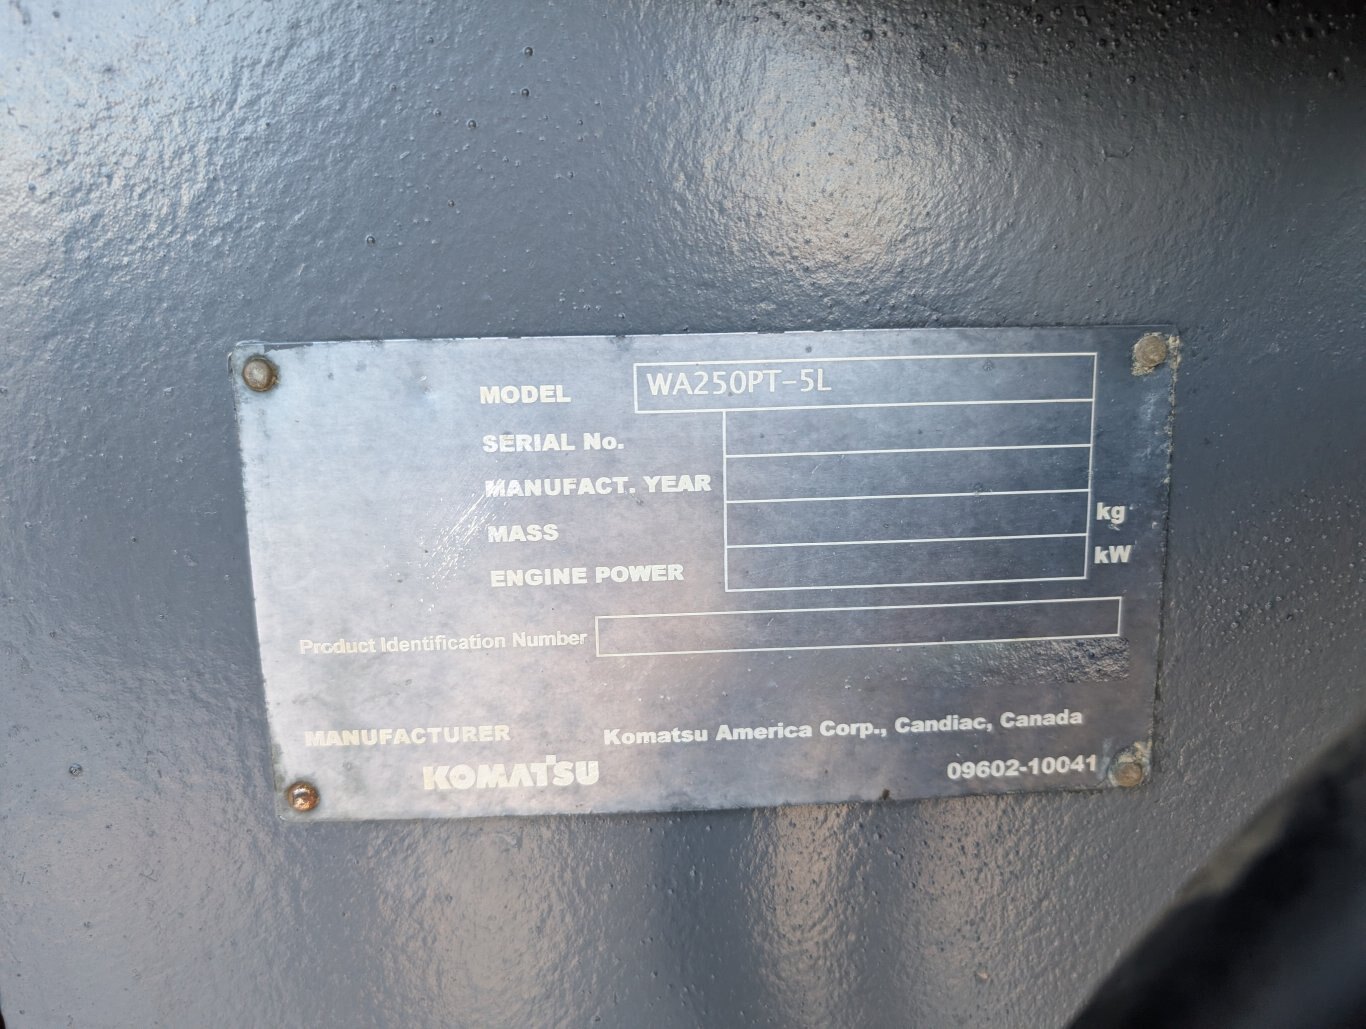 MODEL WA250PT-5L
SERIAL No.
MANUFACT. YEAR
MASS kg
ENGINE POWER kW
Product Identification Number
MANUFACTURER Komatsu America Corp., Candiac, Canada
KOMATSU 09602-10041